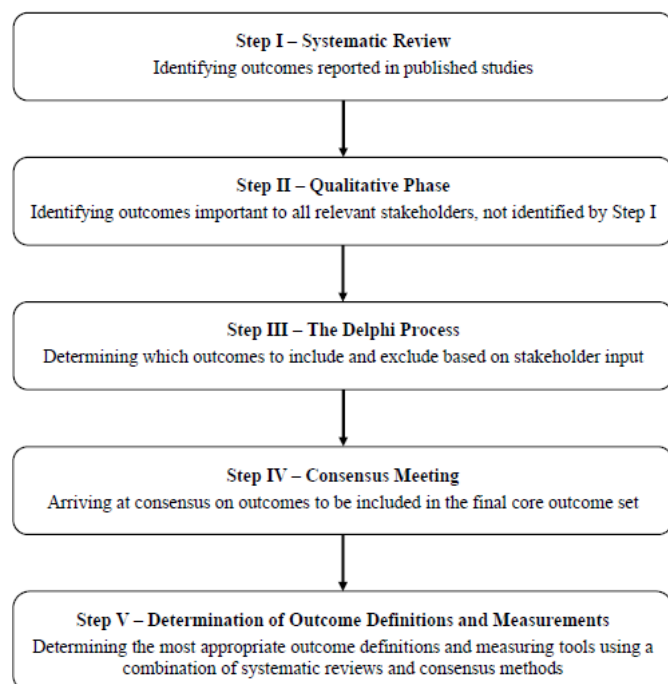 Step I – Systematic Review
Identifying outcomes reported in published studies
Step II – Qualitative Phase
Identifying outcomes important to all relevant stakeholders, not identified by Step I
Step III – The Delphi Process
Determining which outcomes to include and exclude based on stakeholder input
Step IV – Consensus Meeting
Arriving at consensus on outcomes to be included in the final core outcome set
Step V – Determination of Outcome Definitions and Measurements
Determining the most appropriate outcome definitions and measuring tools using a
combination of systematic reviews and consensus methods